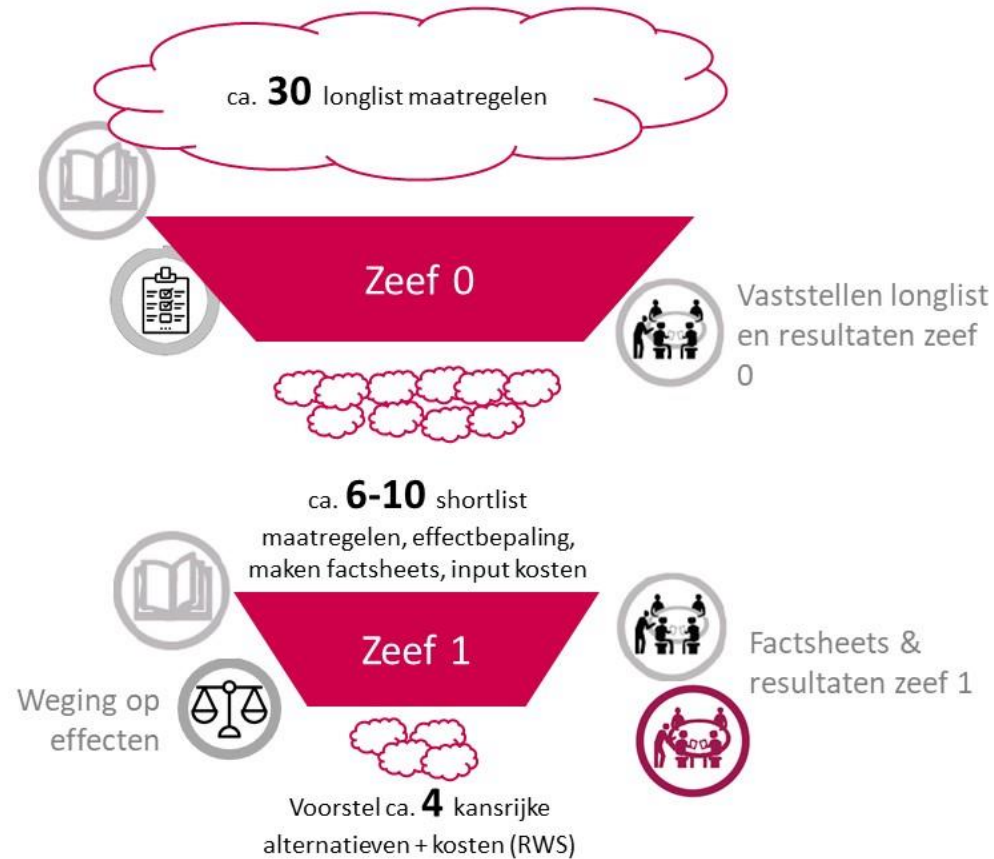 ca. 30 longlist maatregelen
Zeef 0
Vaststellen longlist
en resultaten zeef
0
ca. 6-10 shortlist
maatregelen, effectbepaling,
maken factsheets, input kosten
Zeef 1
Factsheets &
resultaten zeef 1
Weging op
effecten
Voorstel ca. 4 kansrijke
alternatieven + kosten (RWS)